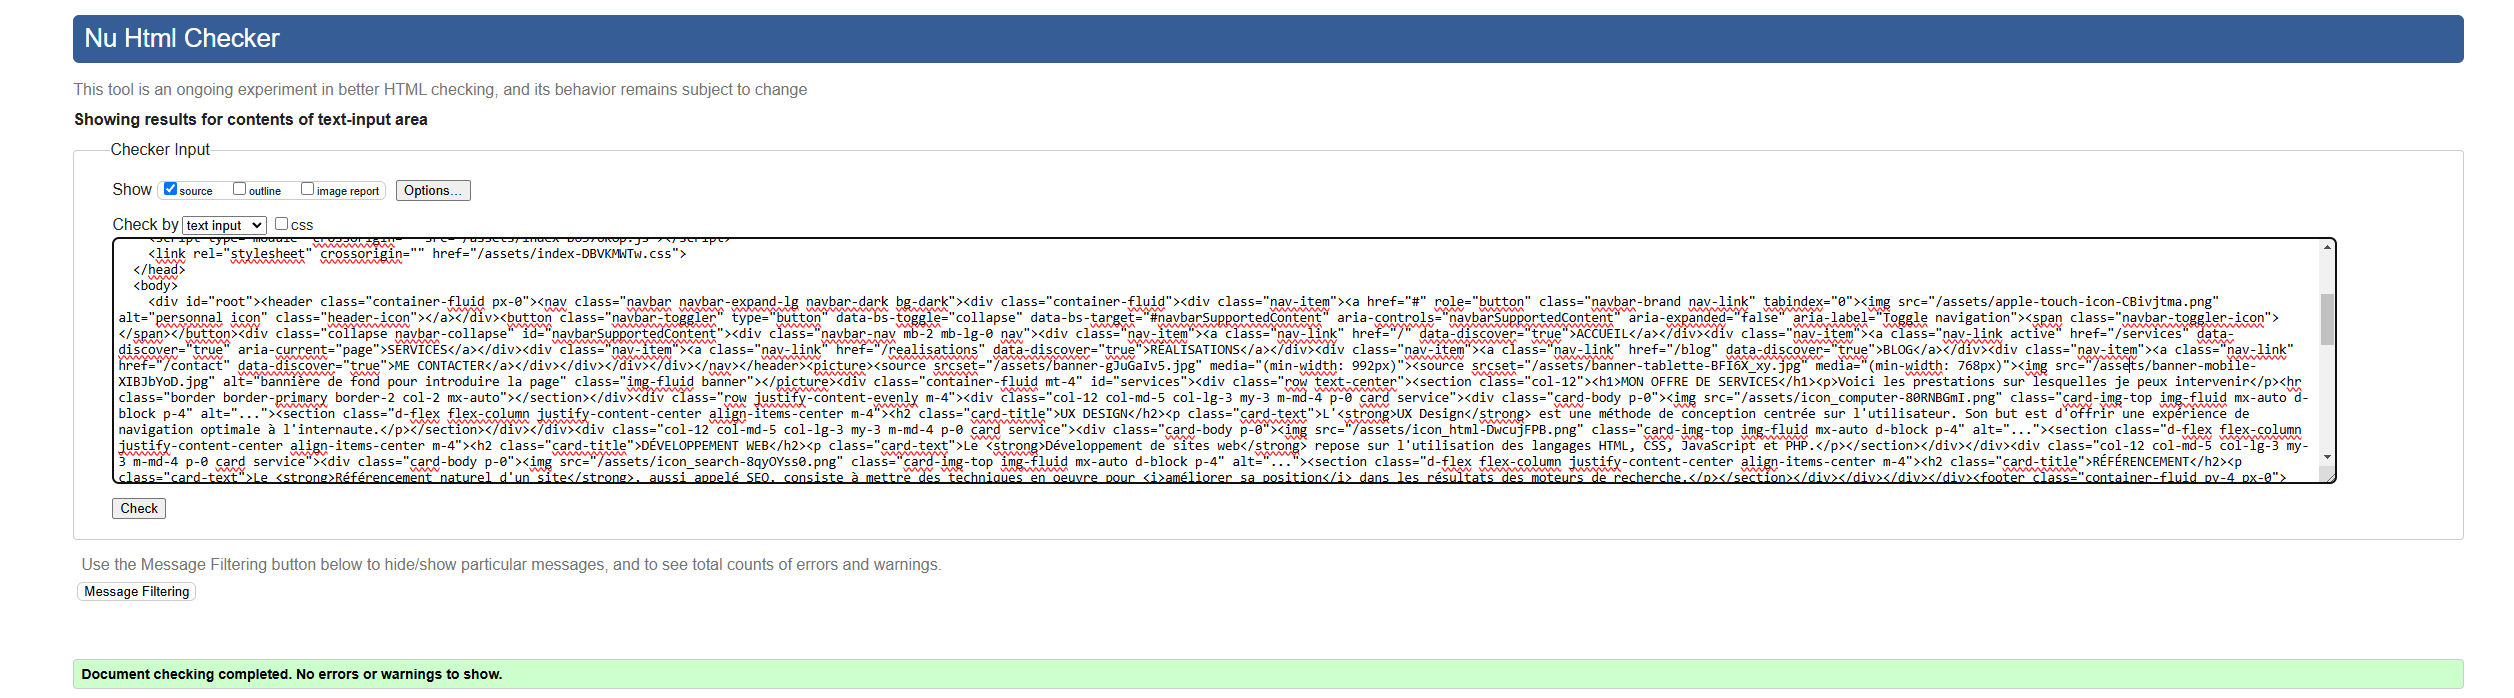 Nu Html Checker
This tool is an ongoing experiment in better HTML checking, and its behavior remains subject to change
Showing results for contents of text-input area
Checker Input
Show source outline image report Options...
Check by text input css
<link rel="stylesheet" crossorigin="" href="/assets/index-DBVKMWTw.css">
</head>
<body>
<div id="root"><header class="container-fluid px-0"><nav class="navbar navbar-expand-lg navbar-dark bg-dark"><div class="container-fluid"><div class="nav-item"><a href="#" role="button" class="navbar-brand nav-link" tabindex="0"><img src="/assets/apple-touch-icon-CBivjtma.png"
alt="personnal icon" class="header-icon"></a></div><button class="navbar-toggler" type="button" data-bs-toggle="collapse" data-bs-target="#navbarSupportedContent" aria-controls="navbarSupportedContent" aria-expanded="false" aria-label="Toggle navigation"><span class="navbar-toggler-icon">
</span></button><div class="collapse navbar-collapse" id="navbarSupportedContent"><div class="navbar-nav mb-2 mb-lg-0 nav"><div class="nav-item"><a class="nav-link" href="/" data-discover="true">ACCUEIL</a></div><div class="nav-item"><a class="nav-link active" href="/services" data-
discover="true" aria-current="page">SERVICES</a></div><div class="nav-item"><a class="nav-link" href="/realisations" data-discover="true">REALISATIONS</a></div><div class="nav-item"><a class="nav-link" href="/blog" data-discover="true">BLOG</a></div><div class="nav-item"><a class="nav-link"
href="/contact" data-discover="true">ME CONTACTER</a></div></div></div></div></nav></header><picture><source srcset="/assets/banner-gJuGaIv5.jpg" media="(min-width: 992px)"><source srcset="/assets/banner-tablette-BFI6X_xy.jpg" media="(min-width: 768px)"><img src="/assets/banner-mobile-
XIBJbYoD.jpg" alt="bannière de fond pour introduire la page" class="img-fluid banner"></picture><div class="container-fluid mt-4" id="services"><div class="row text-center"><section class="col-12"><h1>MON OFFRE DE SERVICES</h1><p>Voici les prestations sur lesquelles je peux intervenir</p><hr
class="border border-primary border-2 col-2 mx-auto"></section></div><div class="row justify-content-evenly m-4"><div class="col-12 col-md-5 col-lg-3 my-3 m-md-4 p-0 card service"><div class="card-body p-0"><img src="/assets/icon_computer-80RNBGmI.png" class="card-img-top img-fluid mx-auto d-
block p-4" alt="..."><section class="d-flex flex-column justify-content-center align-items-center m-4"><h2 class="card-title">UX DESIGN</h2><p class="card-text">L'<strong>UX Design</strong> est une méthode de conception centrée sur l'utilisateur. Son but est d'offrir une expérience de
navigation optimale à l'internaute.</p></section></div></div><div class="col-12 col-md-5 col-lg-3 my-3 m-md-4 p-0 card service"><div class="card-body p-0"><img src="/assets/icon_html-DwcujFPB.png" class="card-img-top img-fluid mx-auto d-block p-4" alt="..."><section class="d-flex flex-column
justify-content-center align-items-center m-4"><h2 class="card-title">DÉVELOPPEMENT WEB</h2><p class="card-text">Le <strong>Développement de sites web</strong> repose sur l'utilisation des langages HTML, CSS, JavaScript et PHP.</p></section></div></div><div class="col-12 col-md-5 col-lg-3 my-
3 m-md-4 p-0 card service"><div class="card-body p-0"><img src="/assets/icon_search-8qyOYss0.png" class="card-img-top img-fluid mx-auto d-block p-4" alt="..."><section class="d-flex flex-column justify-content-center align-items-center m-4"><h2 class="card-title">RÉFÉRENCEMENT</h2><p
class="card-text">Le <strong>Référencement naturel d'un site</strong>, aussi appelé SEO, consiste à mettre des techniques en oeuvre pour <i>améliorer sa position</i> dans les résultats des moteurs de recherche.</p></section></div></div></div></div><footer class="container-fluid py-4 px-0">
Check
Use the Message Filtering button below to hide/show particular messages, and to see total counts of errors and warnings.
Message Filtering
Document checking completed. No errors or warnings to show.